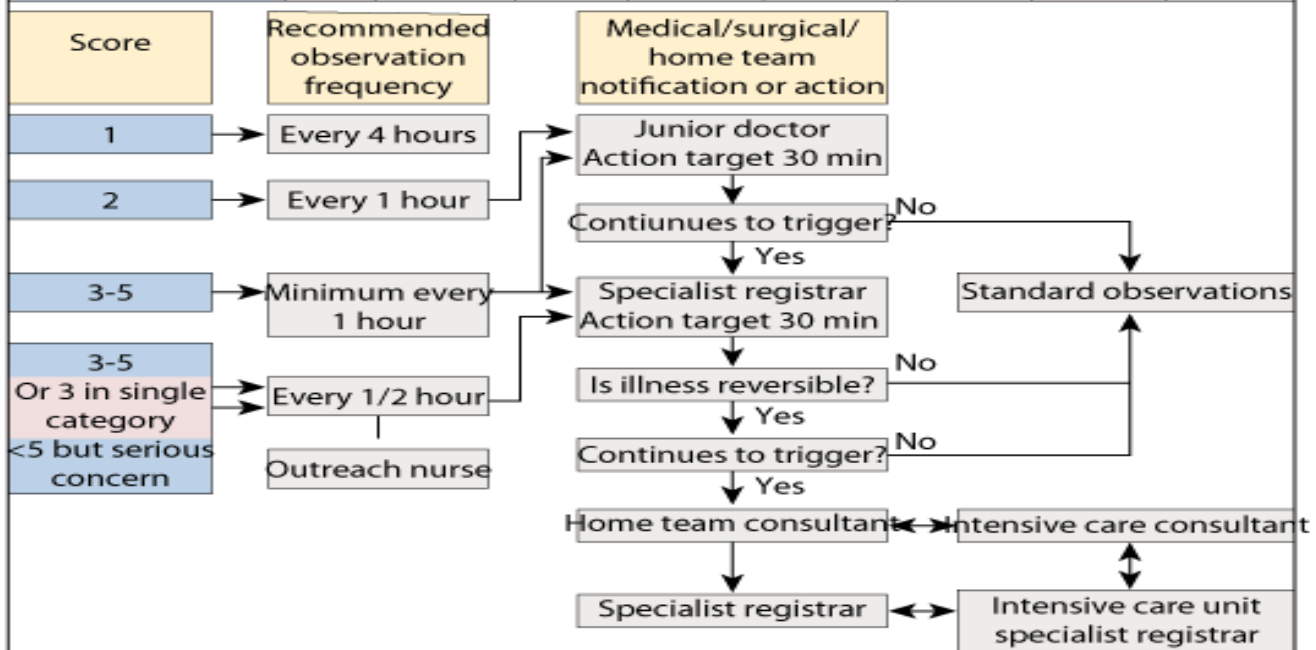 Score
Recommended
observation
frequency
Medical/surgical/
home team
notification or action
1
Every 4 hours
Junior doctor
Action target 30 min
2
Every 1 hour
Contiunues to trigger?
No
Yes
3-5
Minimum every
1 hour
Specialist registrar
Action target 30 min
Standard observations
3-5
Or 3 in single
category
<5 but serious
concern
Every 1/2 hour
Outreach nurse
Is illness reversible?
No
Yes
Continues to trigger?
No
Yes
Home team consultant
Intensive care consultant
Specialist registrar
Intensive care unit
specialist registrar